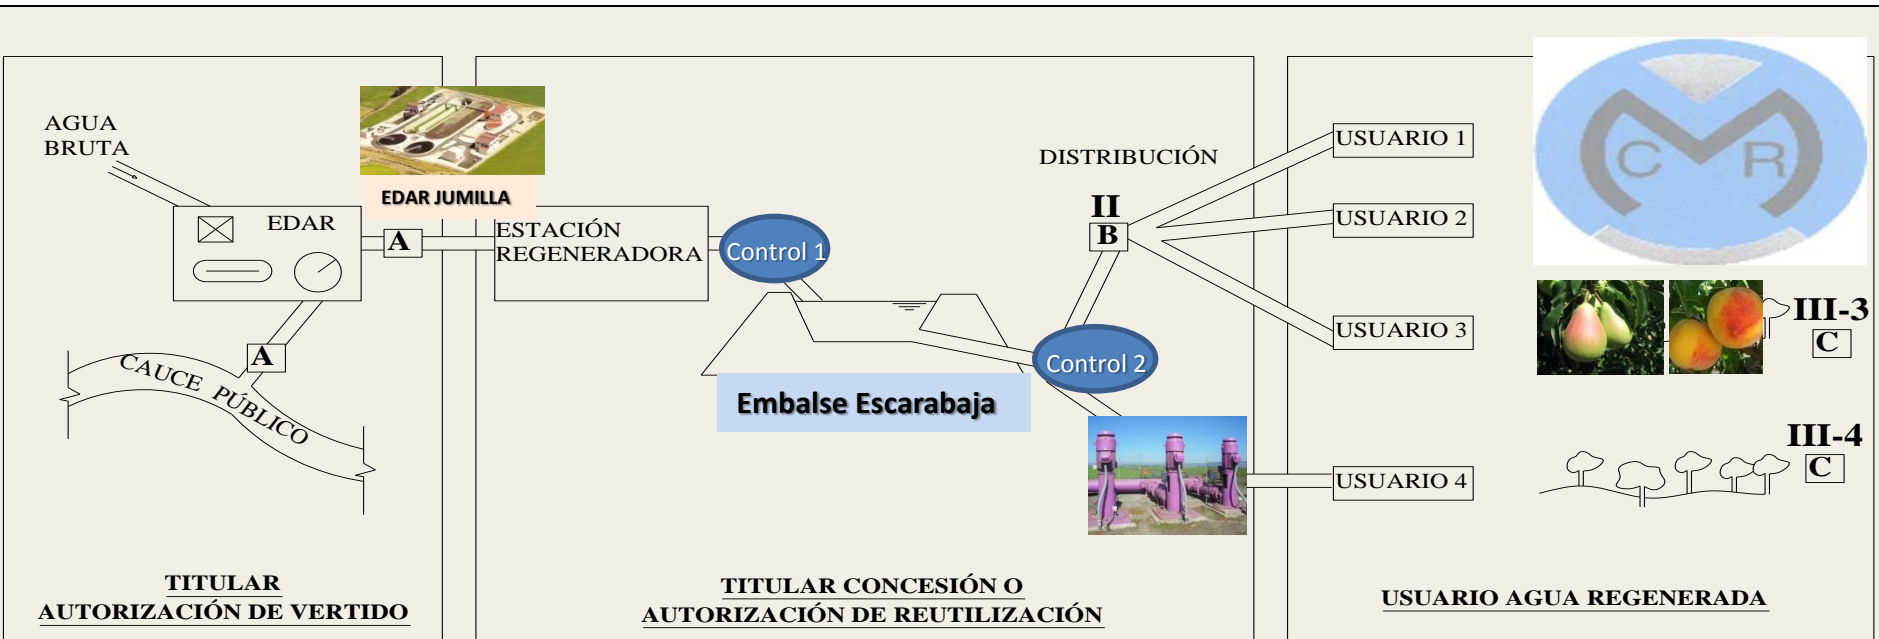 AGUA
BRUTA
EDAR
EDAR JUMILLA
A
A
CAUCE PÚBLICO
TITULAR
AUTORIZACIÓN DE VERTIDO
ESTACIÓN
REGENERADORA
Control 1
Embalse Escarabaja
Control 2
DISTRIBUCIÓN
II
B
TITULAR CONCESIÓN O
AUTORIZACIÓN DE REUTILIZACIÓN
USUARIO 1
USUARIO 2
USUARIO 3
USUARIO 4
C R
III-3
C
III-4
C
USUARIO AGUA REGENERADA